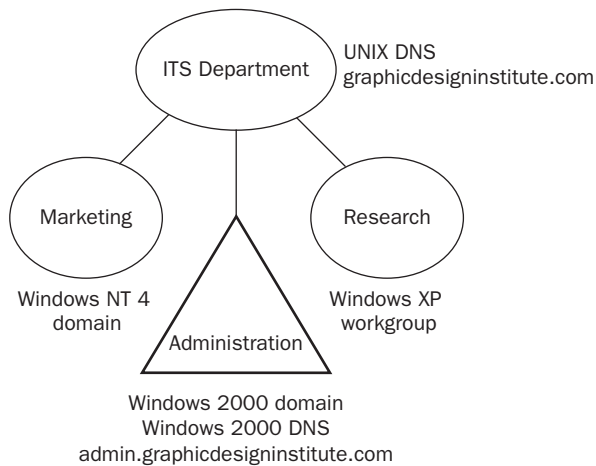 ITS Department
UNIX DNS
graphicdesigninstitute.com
Marketing
Research
Windows NT 4
domain
Windows XP
workgroup
Administration
Windows 2000 domain
Windows 2000 DNS
admin.graphicdesigninstitute.com